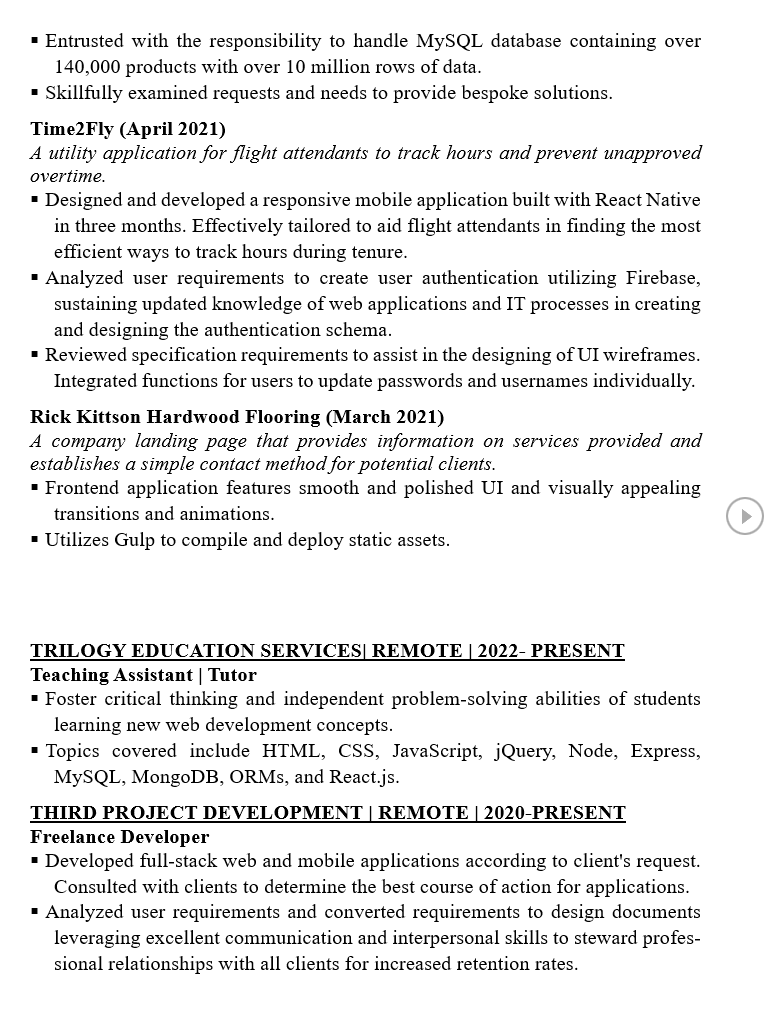 ▪ Entrusted with the responsibility to handle MySQL database containing over
140,000 products with over 10 million rows of data.
▪ Skillfully examined requests and needs to provide bespoke solutions.
Time2Fly (April 2021)
A utility application for flight attendants to track hours and prevent unapproved
overtime.
▪ Designed and developed a responsive mobile application built with React Native
in three months. Effectively tailored to aid flight attendants in finding the most
efficient ways to track hours during tenure.
▪ Analyzed user requirements to create user authentication utilizing Firebase,
sustaining updated knowledge of web applications and IT processes in creating
and designing the authentication schema.
▪ Reviewed specification requirements to assist in the designing of UI wireframes.
Integrated functions for users to update passwords and usernames individually.
Rick Kittson Hardwood Flooring (March 2021)
A company landing page that provides information on services provided and
establishes a simple contact method for potential clients.
▪ Frontend application features smooth and polished UI and visually appealing
transitions and animations.
▪ Utilizes Gulp to compile and deploy static assets.
TRILOGY EDUCATION SERVICES| REMOTE | 2022- PRESENT
Teaching Assistant | Tutor
▪ Foster critical thinking and independent problem-solving abilities of students
learning new web development concepts.
▪ Topics covered include HTML, CSS, JavaScript, jQuery, Node, Express,
MySQL, MongoDB, ORMs, and React.js.
THIRD PROJECT DEVELOPMENT | REMOTE | 2020-PRESENT
Freelance Developer
▪ Developed full-stack web and mobile applications according to client's request.
Consulted with clients to determine the best course of action for applications.
▪ Analyzed user requirements and converted requirements to design documents
leveraging excellent communication and interpersonal skills to steward profes-
sional relationships with all clients for increased retention rates.